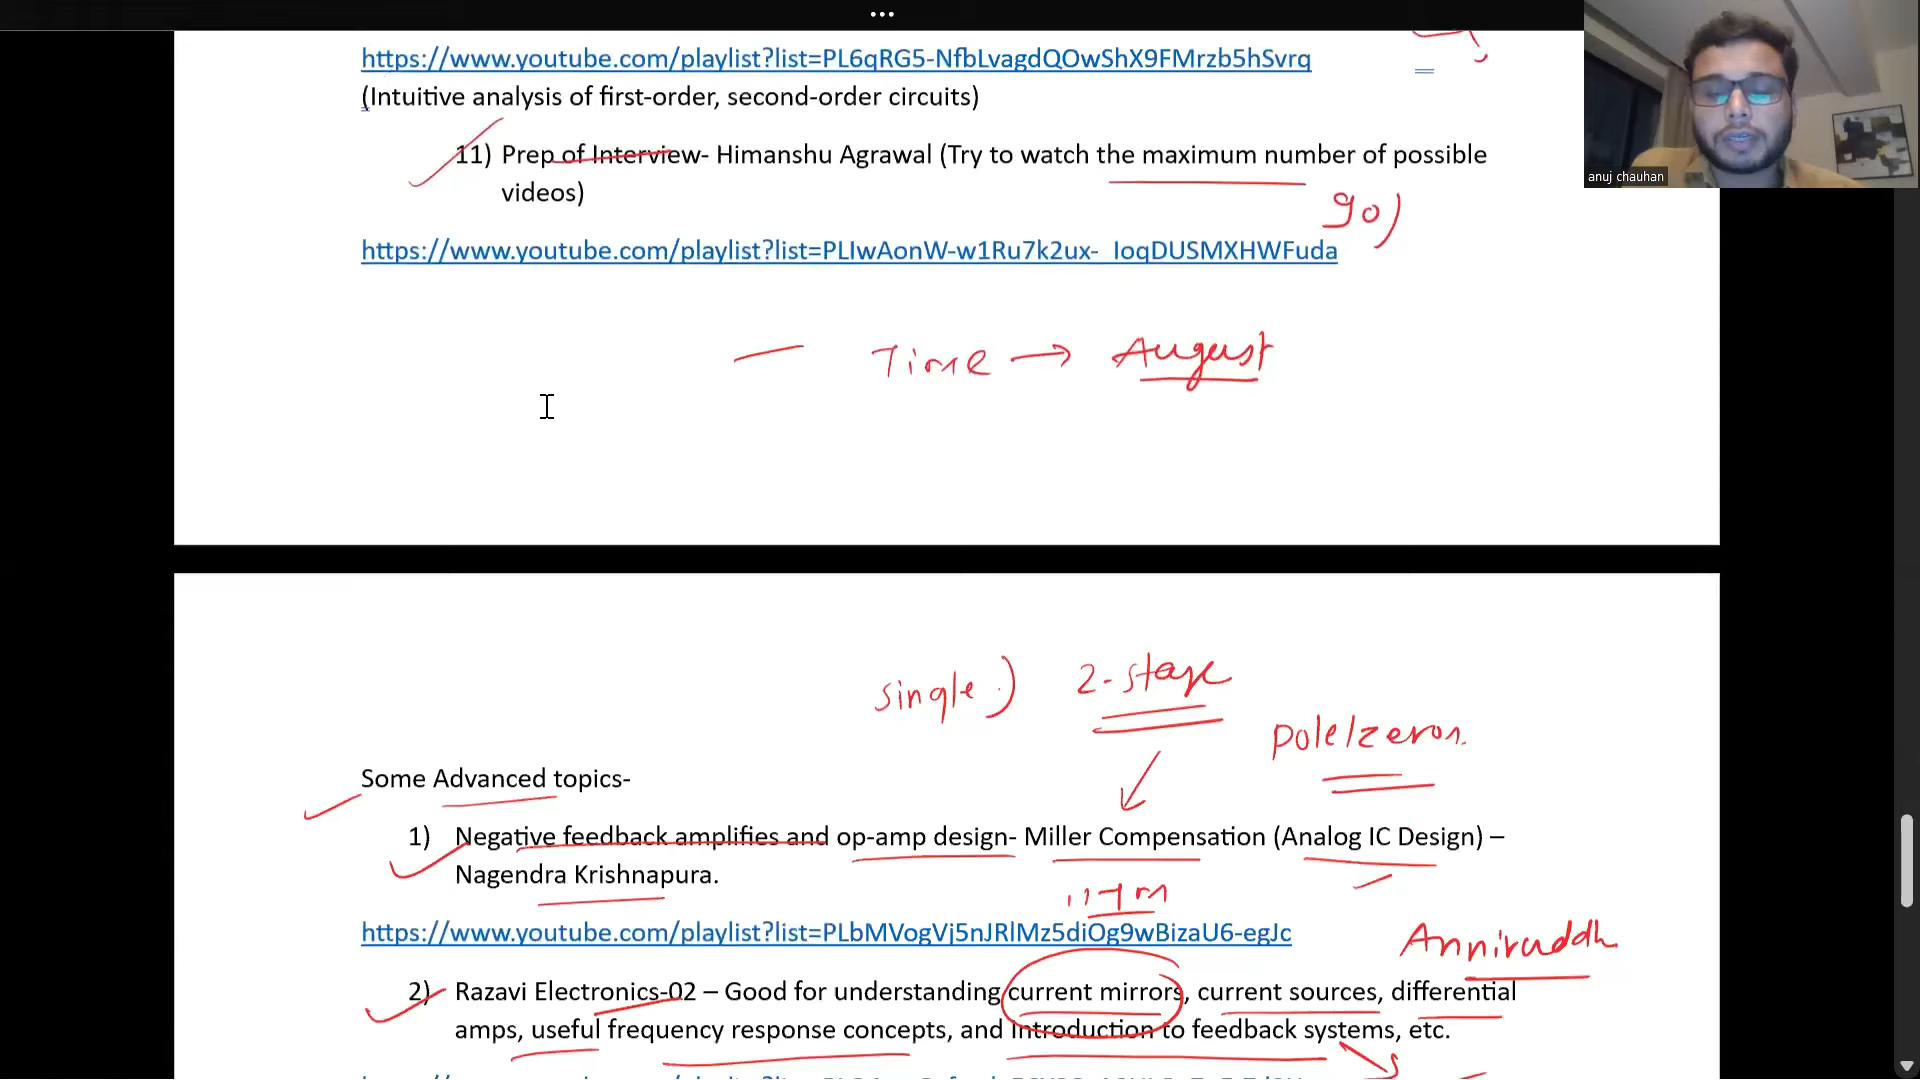 https://www.youtube.com/playlist?list=PL6qRG5-NfbLvagdQOwShX9FMrzb5hSvrq
(Intuitive analysis of first-order, second-order circuits)
11) Prep of Interview- Himanshu Agrawal (Try to watch the maximum number of possible
videos)
90)
https://www.youtube.com/playlist?list=PLIwAonW-w1Ru7k2ux-_IoqDUSMXHWFuda
anuj chauhan
Time → August
single.) 2-stage
Pole/zeros.
Some Advanced topics-
1) Negative feedback amplifies and op-amp design- Miller Compensation (Analog IC Design) –
Nagendra Krishnapura.
https://www.youtube.com/playlist?list=PLbMVogVj5nJRlMz5diOg9wBizaU6-egJc
Anniruddh
2) Razavi Electronics-02 – Good for understanding current mirrors, current sources, differential
amps, useful frequency response concepts, and Introduction to feedback systems, etc.